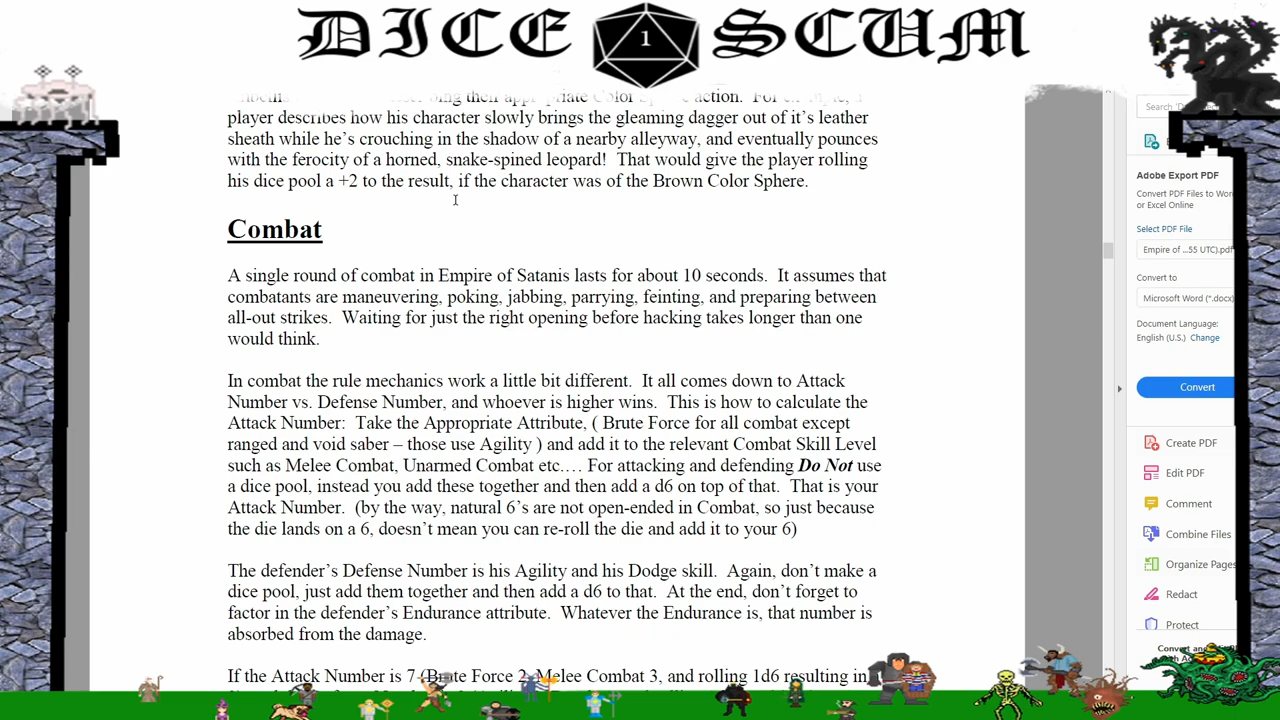 DICE 1 SCUM
player describes how his character slowly brings the gleaming dagger out of it's leather
sheath while he's crouching in the shadow of a nearby alleyway, and eventually pounces
with the ferocity of a horned, snake-spined leopard!  That would give the player rolling
his dice pool a +2 to the result, if the character was of the Brown Color Sphere.
Combat
A single round of combat in Empire of Satanis lasts for about 10 seconds.  It assumes that
combatants are maneuvering, poking, jabbing, parrying, feinting, and preparing between
all-out strikes.  Waiting for just the right opening before hacking takes longer than one
would think.
In combat the rule mechanics work a little bit different.  It all comes down to Attack
Number vs. Defense Number, and whoever is higher wins.  This is how to calculate the
Attack Number:  Take the Appropriate Attribute, ( Brute Force for all combat except
ranged and void saber – those use Agility ) and add it to the relevant Combat Skill Level
such as Melee Combat, Unarmed Combat etc.… For attacking and defending Do Not use
a dice pool, instead you add these together and then add a d6 on top of that.  That is your
Attack Number.  (by the way, natural 6's are not open-ended in Combat, so just because
the die lands on a 6, doesn't mean you can re-roll the die and add it to your 6)
The defender's Defense Number is his Agility and his Dodge skill.  Again, don't make a
dice pool, just add them together and then add a d6 to that.  At the end, don't forget to
factor in the defender's Endurance attribute.  Whatever the Endurance is, that number is
absorbed from the damage.
If the Attack Number is 7 (Brute Force 2, Melee Combat 3, and rolling 1d6 resulting in
Search
Adobe Export PDF
Convert PDF Files to Word
or Excel Online
Select PDF File
Empire of ...55 UTC).pdf
Convert to
Microsoft Word (*.docx)
Document Language:
English (U.S.) Change
Convert
Create PDF
Edit PDF
Comment
Combine Files
Organize Pages
Redact
Protect